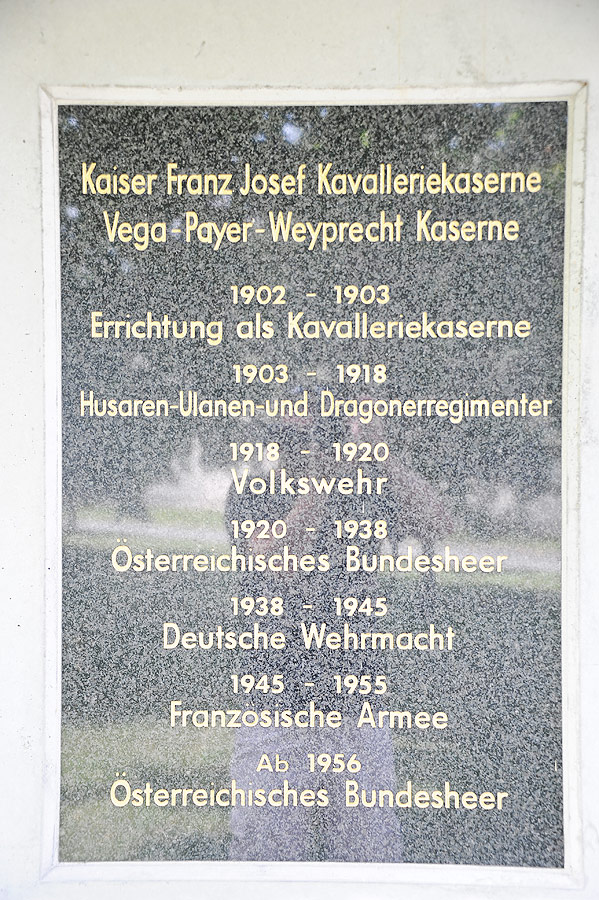 Kaiser Franz Josef Kavalleriekaserne
Vega-Payer-Weyprecht Kaserne
1902 - 1903
Errichtung als Kavalleriekaserne
1903 - 1918
Husaren-Ulanen-und Dragonerregimenter
1918 - 1920
Volkswehr
1920 - 1938
Österreichisches Bundesheer
1938 - 1945
Deutsche Wehrmacht
1945 - 1955
Französische Armee
Ab 1956
Österreichisches Bundesheer